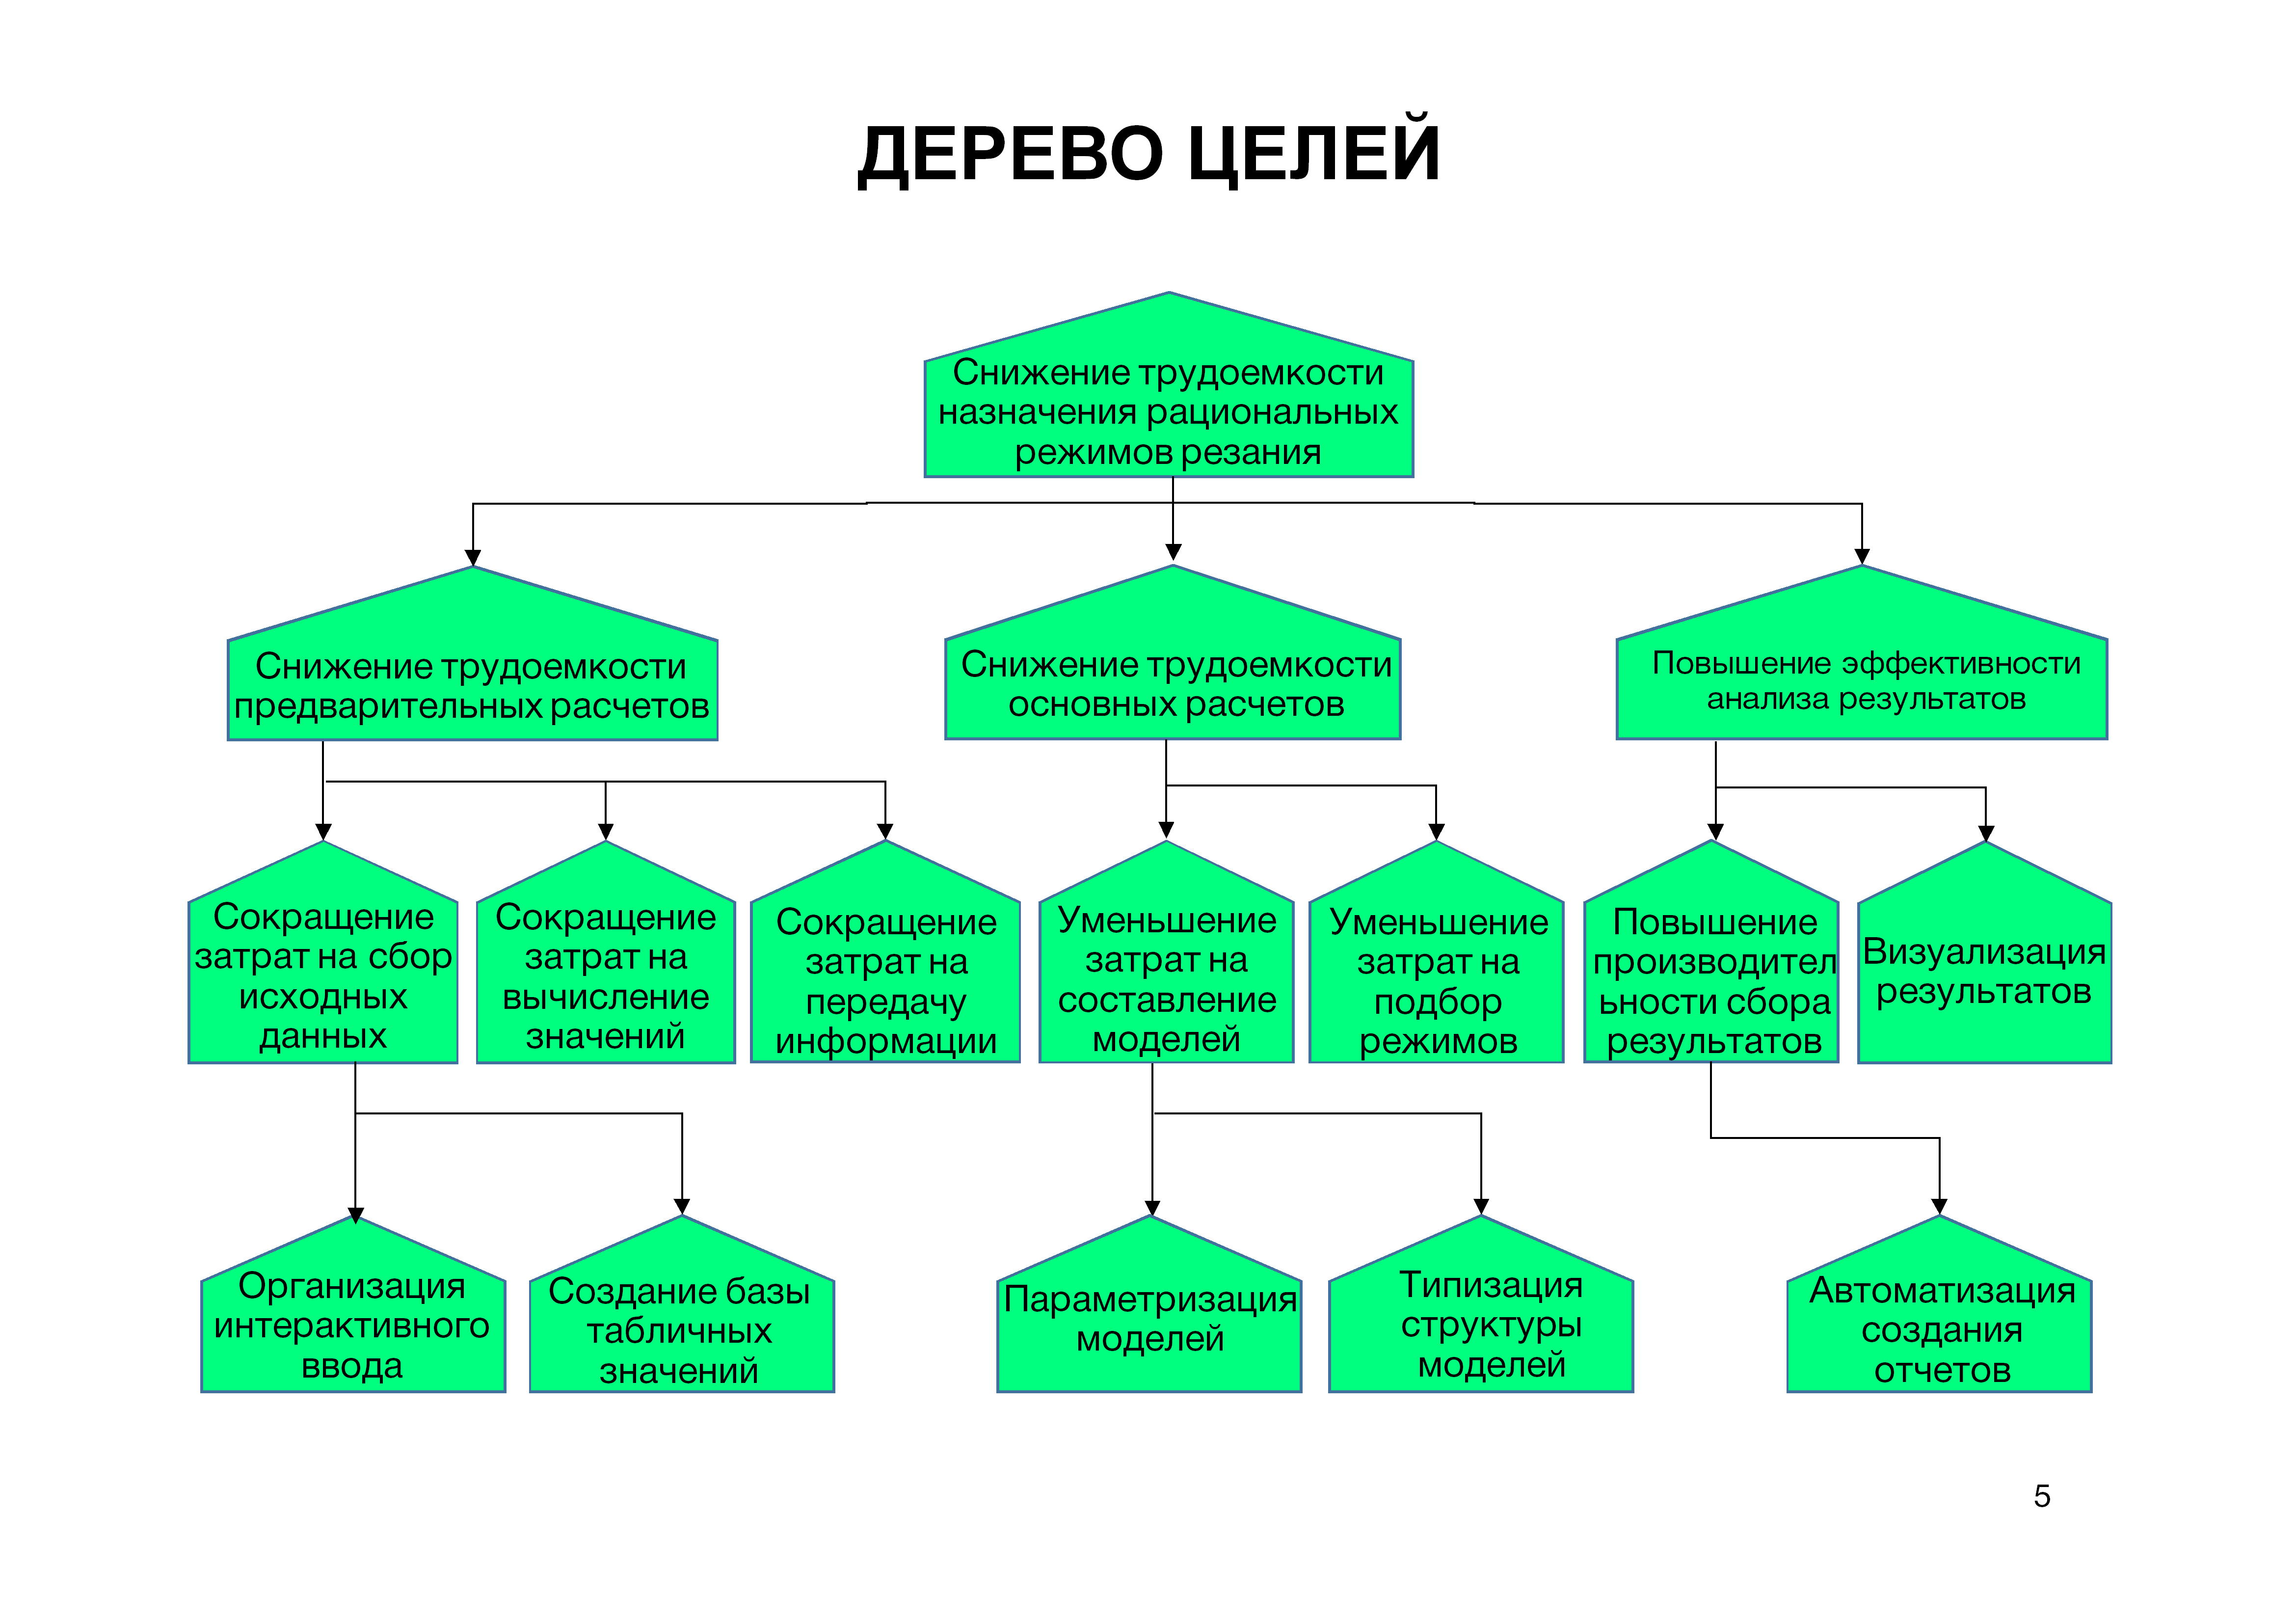 ДЕРЕВО ЦЕЛЕЙ
Снижение трудоемкости
назначения рациональных
режимов резания
Снижение трудоемкости
предварительных расчетов
Снижение трудоемкости
основных расчетов
Повышение эффективности
анализа результатов
Сокращение
затрат на сбор
исходных
данных
Сокращение
затрат на
вычисление
значений
Сокращение
затрат на
передачу
информации
Уменьшение
затрат на
составление
моделей
Уменьшение
затрат на
подбор
режимов
Повышение
производител
ьности сбора
результатов
Визуализация
результатов
Организация
интерактивного
ввода
Создание базы
табличных
значений
Параметризация
моделей
Типизация
структуры
моделей
Автоматизация
создания
отчетов
5